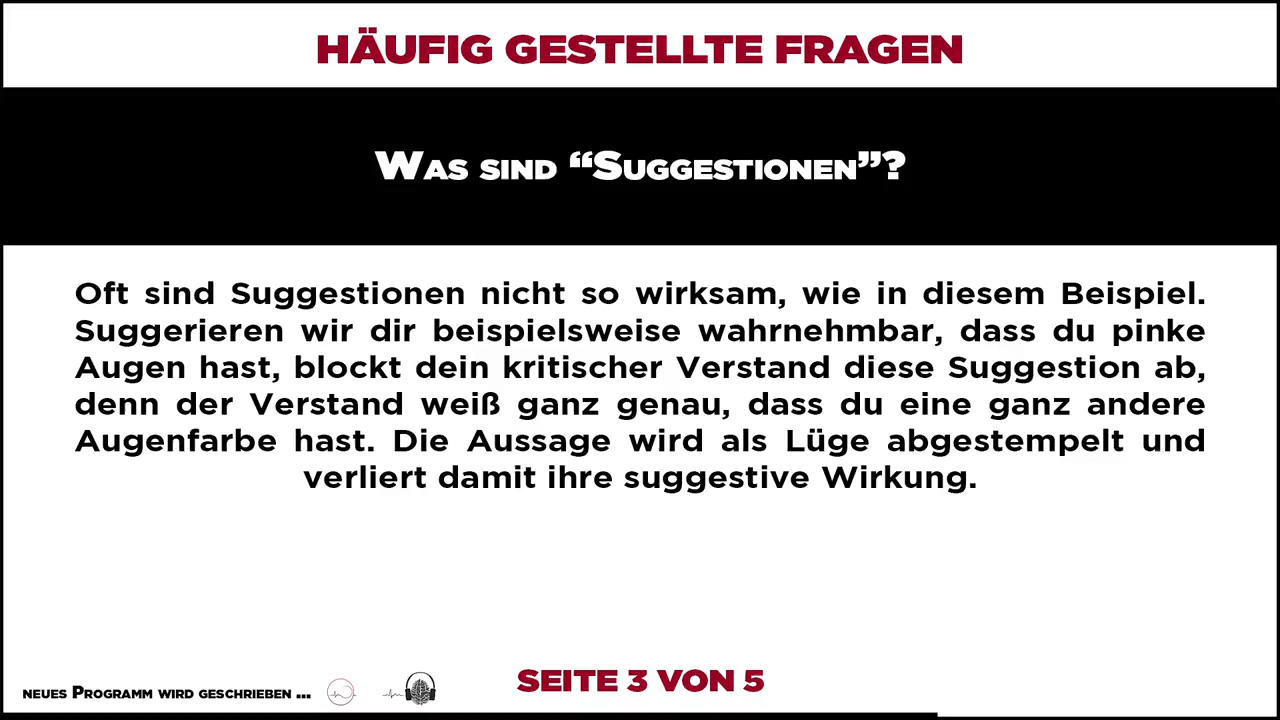 HÄUFIG GESTELLTE FRAGEN
Was sind “Suggestionen”?
Oft sind Suggestionen nicht so wirksam, wie in diesem Beispiel.
Suggerieren wir dir beispielsweise wahrnehmbar, dass du pinke
Augen hast, blockt dein kritischer Verstand diese Suggestion ab,
denn der Verstand weiß ganz genau, dass du eine ganz andere
Augenfarbe hast. Die Aussage wird als Lüge abgestempelt und
verliert damit ihre suggestive Wirkung.
SEITE 3 VON 5
neues Programm wird geschrieben ...